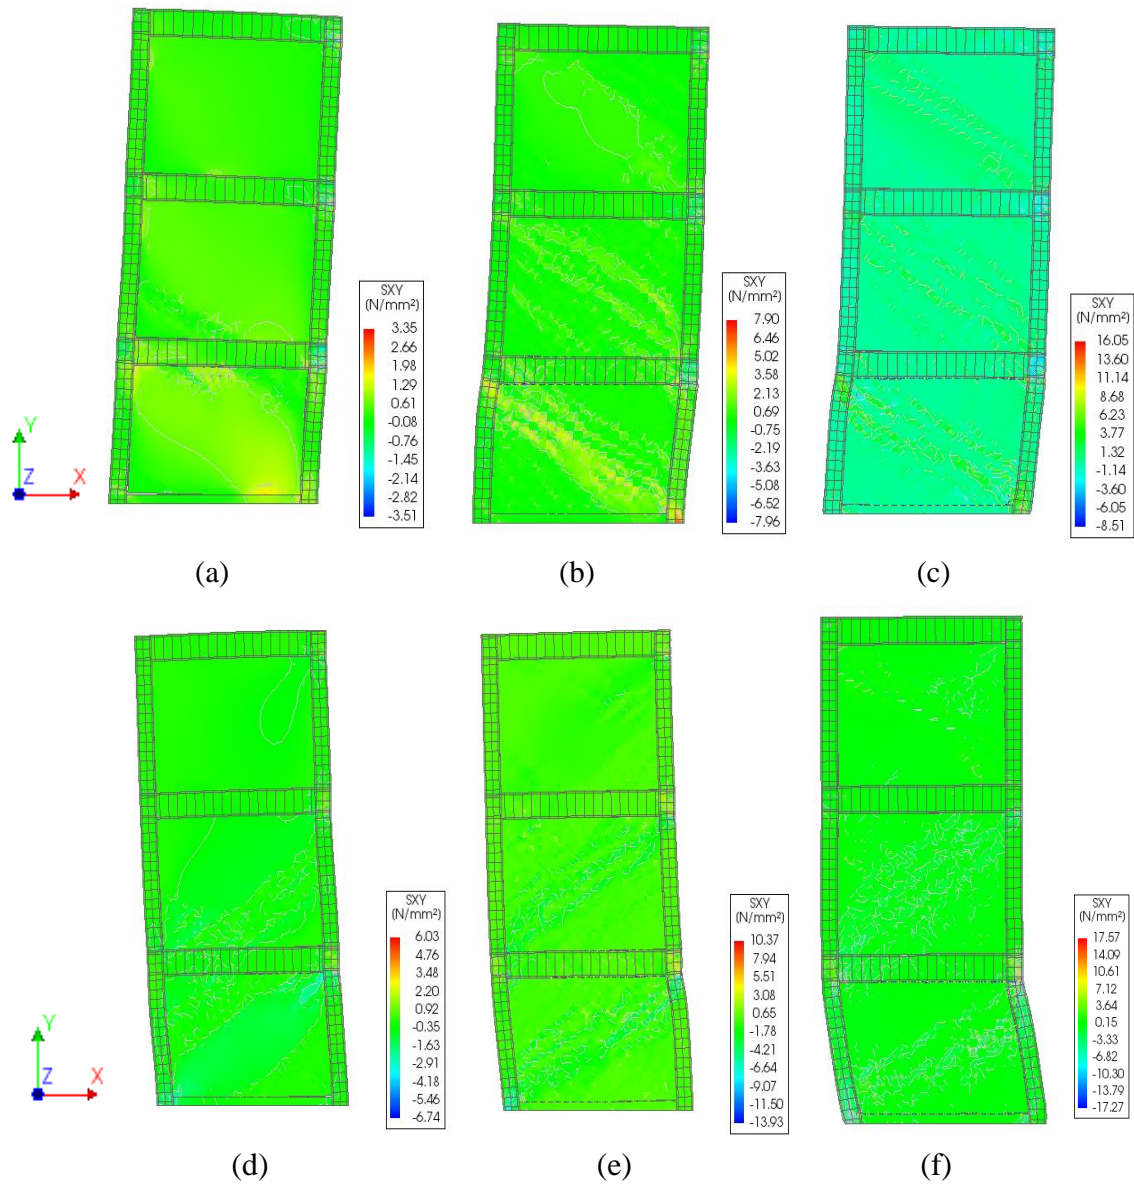 SXY
(N/mm²)
3.35
2.66
1.98
1.29
0.61
-0.08
-0.76
-1.45
-2.14
-2.82
-3.51
Y
Z
X
(a)
SXY
(N/mm²)
7.90
6.46
5.02
3.58
2.13
0.69
-0.75
-2.19
-3.63
-5.08
-6.52
-7.96
(b)
SXY
(N/mm²)
16.05
13.60
11.14
8.68
6.23
3.77
1.32
-1.14
-3.60
-6.05
-8.51
(c)
SXY
(N/mm²)
6.03
4.76
3.48
2.20
0.92
-0.35
-1.63
-2.91
-4.18
-5.46
-6.74
Y
Z
X
(d)
SXY
(N/mm²)
10.37
7.94
5.51
3.08
0.65
-1.78
-4.21
-6.64
-9.07
-11.50
-13.93
(e)
SXY
(N/mm²)
17.57
14.09
10.61
7.12
3.64
0.15
-3.33
-6.82
-10.30
-13.79
-17.27
(f)